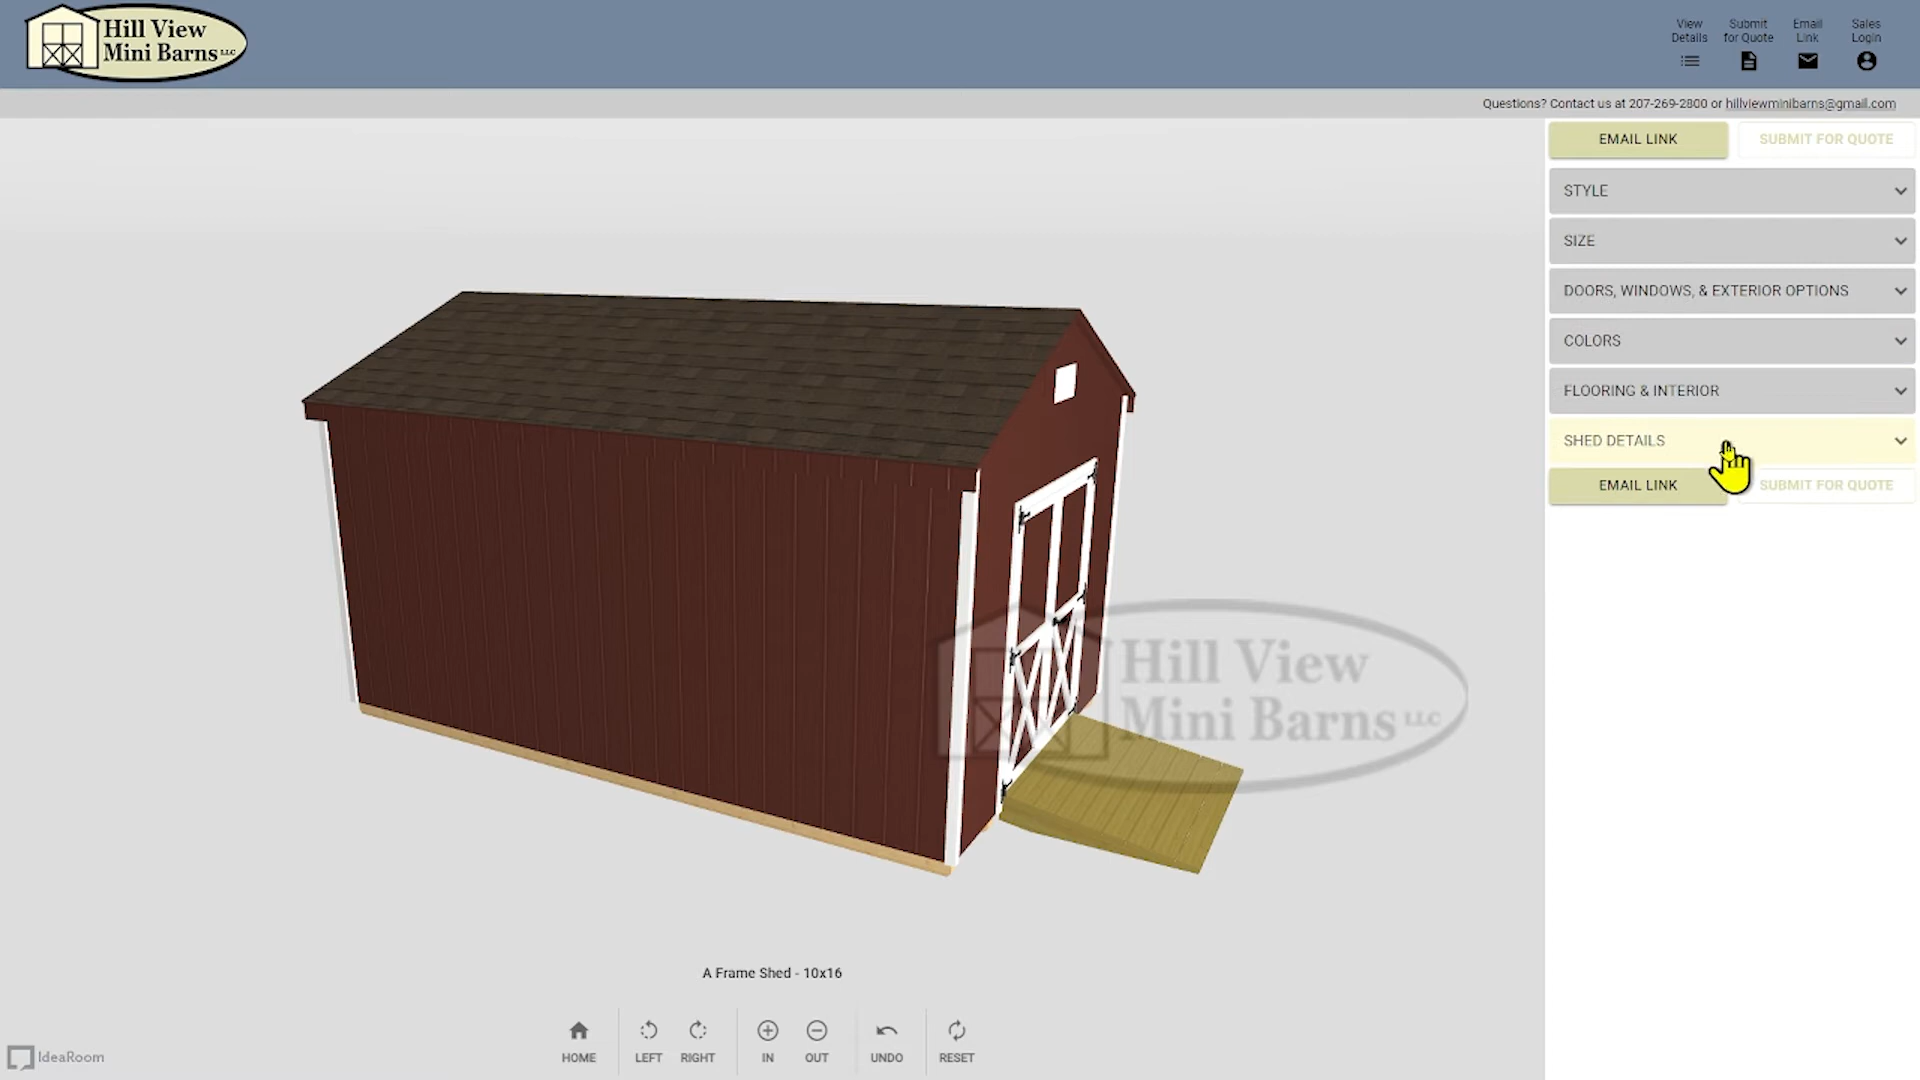 Hill View
Mini Barns LLC
View
Details
Submit
for Quote
Email
Link
Sales
Login
Questions? Contact us at 207-269-2800 or hillviewminibarns@gmail.com
EMAIL LINK
SUBMIT FOR QUOTE
STYLE
SIZE
DOORS, WINDOWS, & EXTERIOR OPTIONS
COLORS
FLOORING & INTERIOR
SHED DETAILS
EMAIL LINK
SUBMIT FOR QUOTE
Hill View
Mini Barns LLC
A Frame Shed - 10x16
HOME
LEFT
RIGHT
IN
OUT
UNDO
RESET
IdeaRoom